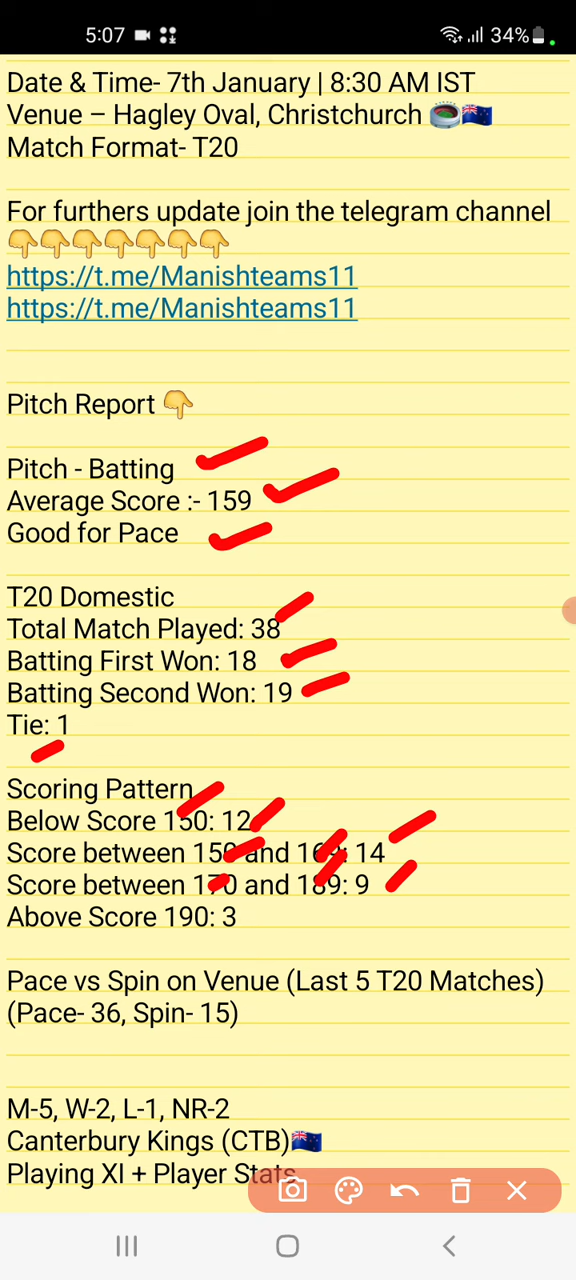 5:07
34%
Date & Time- 7th January | 8:30 AM IST
Venue – Hagley Oval, Christchurch 🏟️🇳🇿
Match Format- T20
For furthers update join the telegram channel
👇👇👇👇👇👇👇
https://t.me/Manishteams11
https://t.me/Manishteams11
Pitch Report 👇
Pitch - Batting
Average Score :- 159
Good for Pace
T20 Domestic
Total Match Played: 38
Batting First Won: 18
Batting Second Won: 19
Tie: 1
Scoring Pattern
Below Score 150: 12
Score between 150 and 169: 14
Score between 170 and 189: 9
Above Score 190: 3
Pace vs Spin on Venue (Last 5 T20 Matches)
(Pace- 36, Spin- 15)
M-5, W-2, L-1, NR-2
Canterbury Kings (CTB)🇳🇿
Playing XI + Player Stats